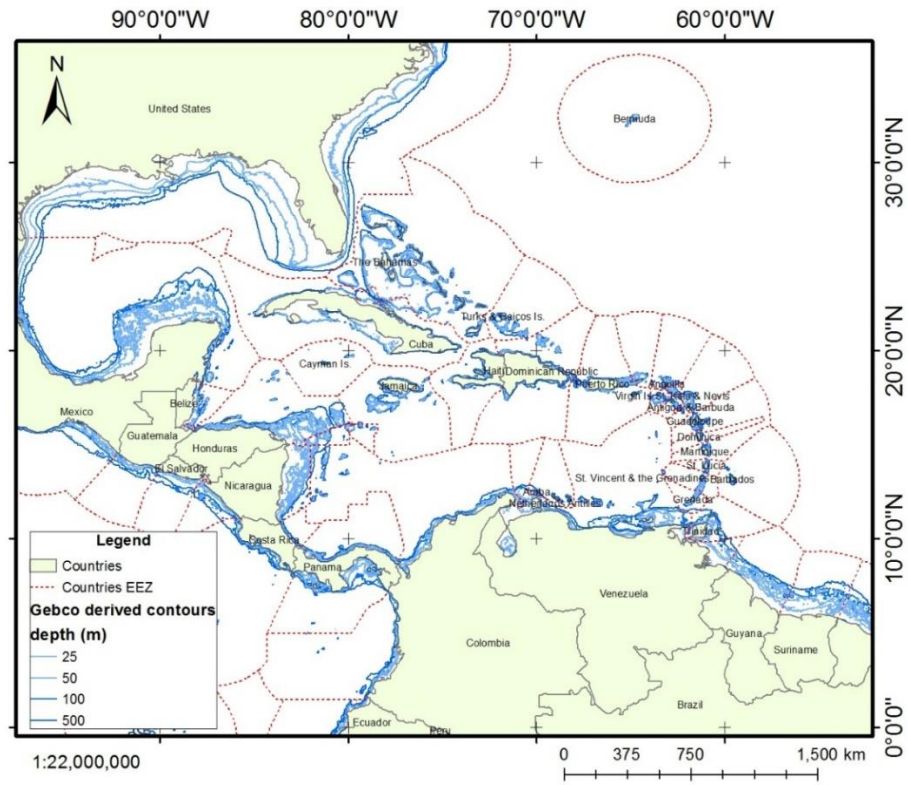 90°0'0"W 80°0'0"W 70°0'0"W 60°0'0"W
N
United States
Bermuda
30°0'0"N
The Bahamas
Turks & Caicos Is.
20°0'0"N
Cuba
Cayman Is.
Haiti Dominican Republic
Jamaica
Puerto Rico
Anguilla
Virgin Is. St. Kitts & Nevis
Antigua & Barbuda
Mexico
Belize
Guadeloupe
Guatemala
Dominica
Honduras
Martinique
El Salvador
St. Lucia
St. Vincent & the Grenadines
Barbados
Nicaragua
Aruba
Netherlands Antilles
Grenada
Trinidad
Costa Rica
10°0'0"N
Panama
Venezuela
Colombia
Guyana
Suriname
Brazil
Ecuador
Peru
0°0'0"
Legend
Countries
Countries EEZ
Gebco derived contours
depth (m)
25
50
100
500
1:22,000,000
0 375 750 1,500 km